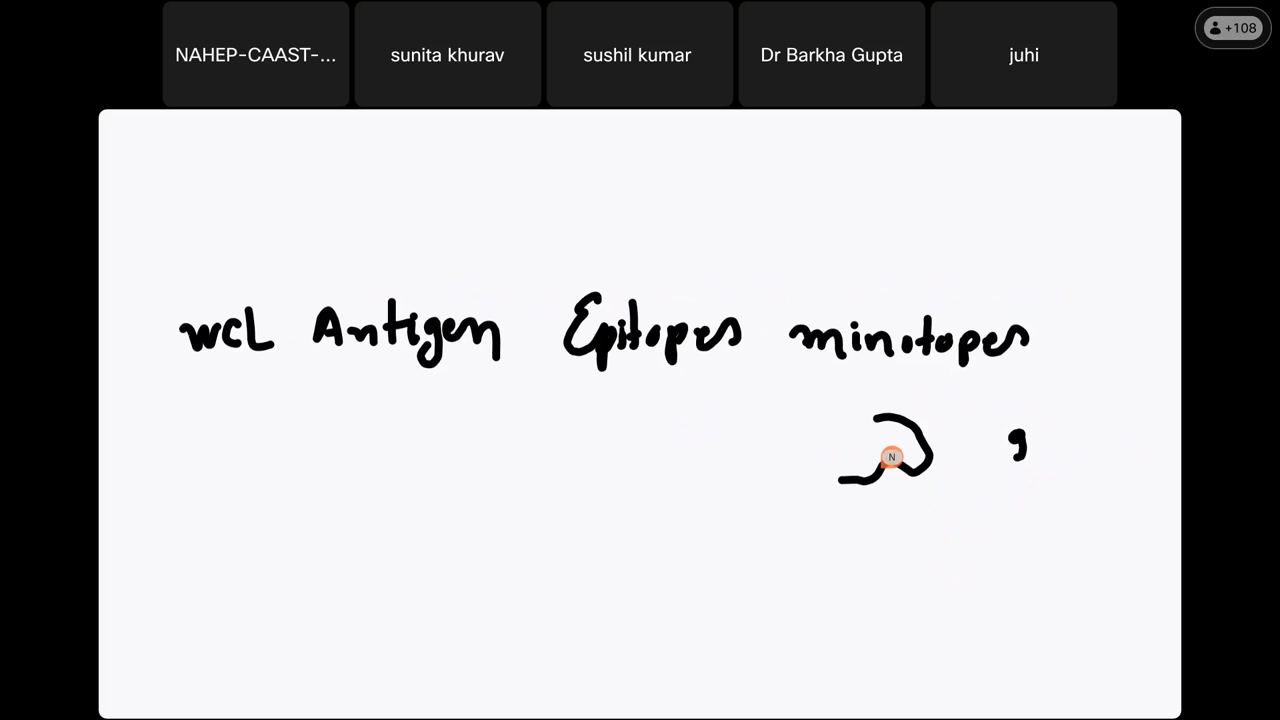 NAHEP-CAAST-... sunita khurav sushil kumar Dr Barkha Gupta juhi +108
wcL Antigen Epitopes minotopes
N